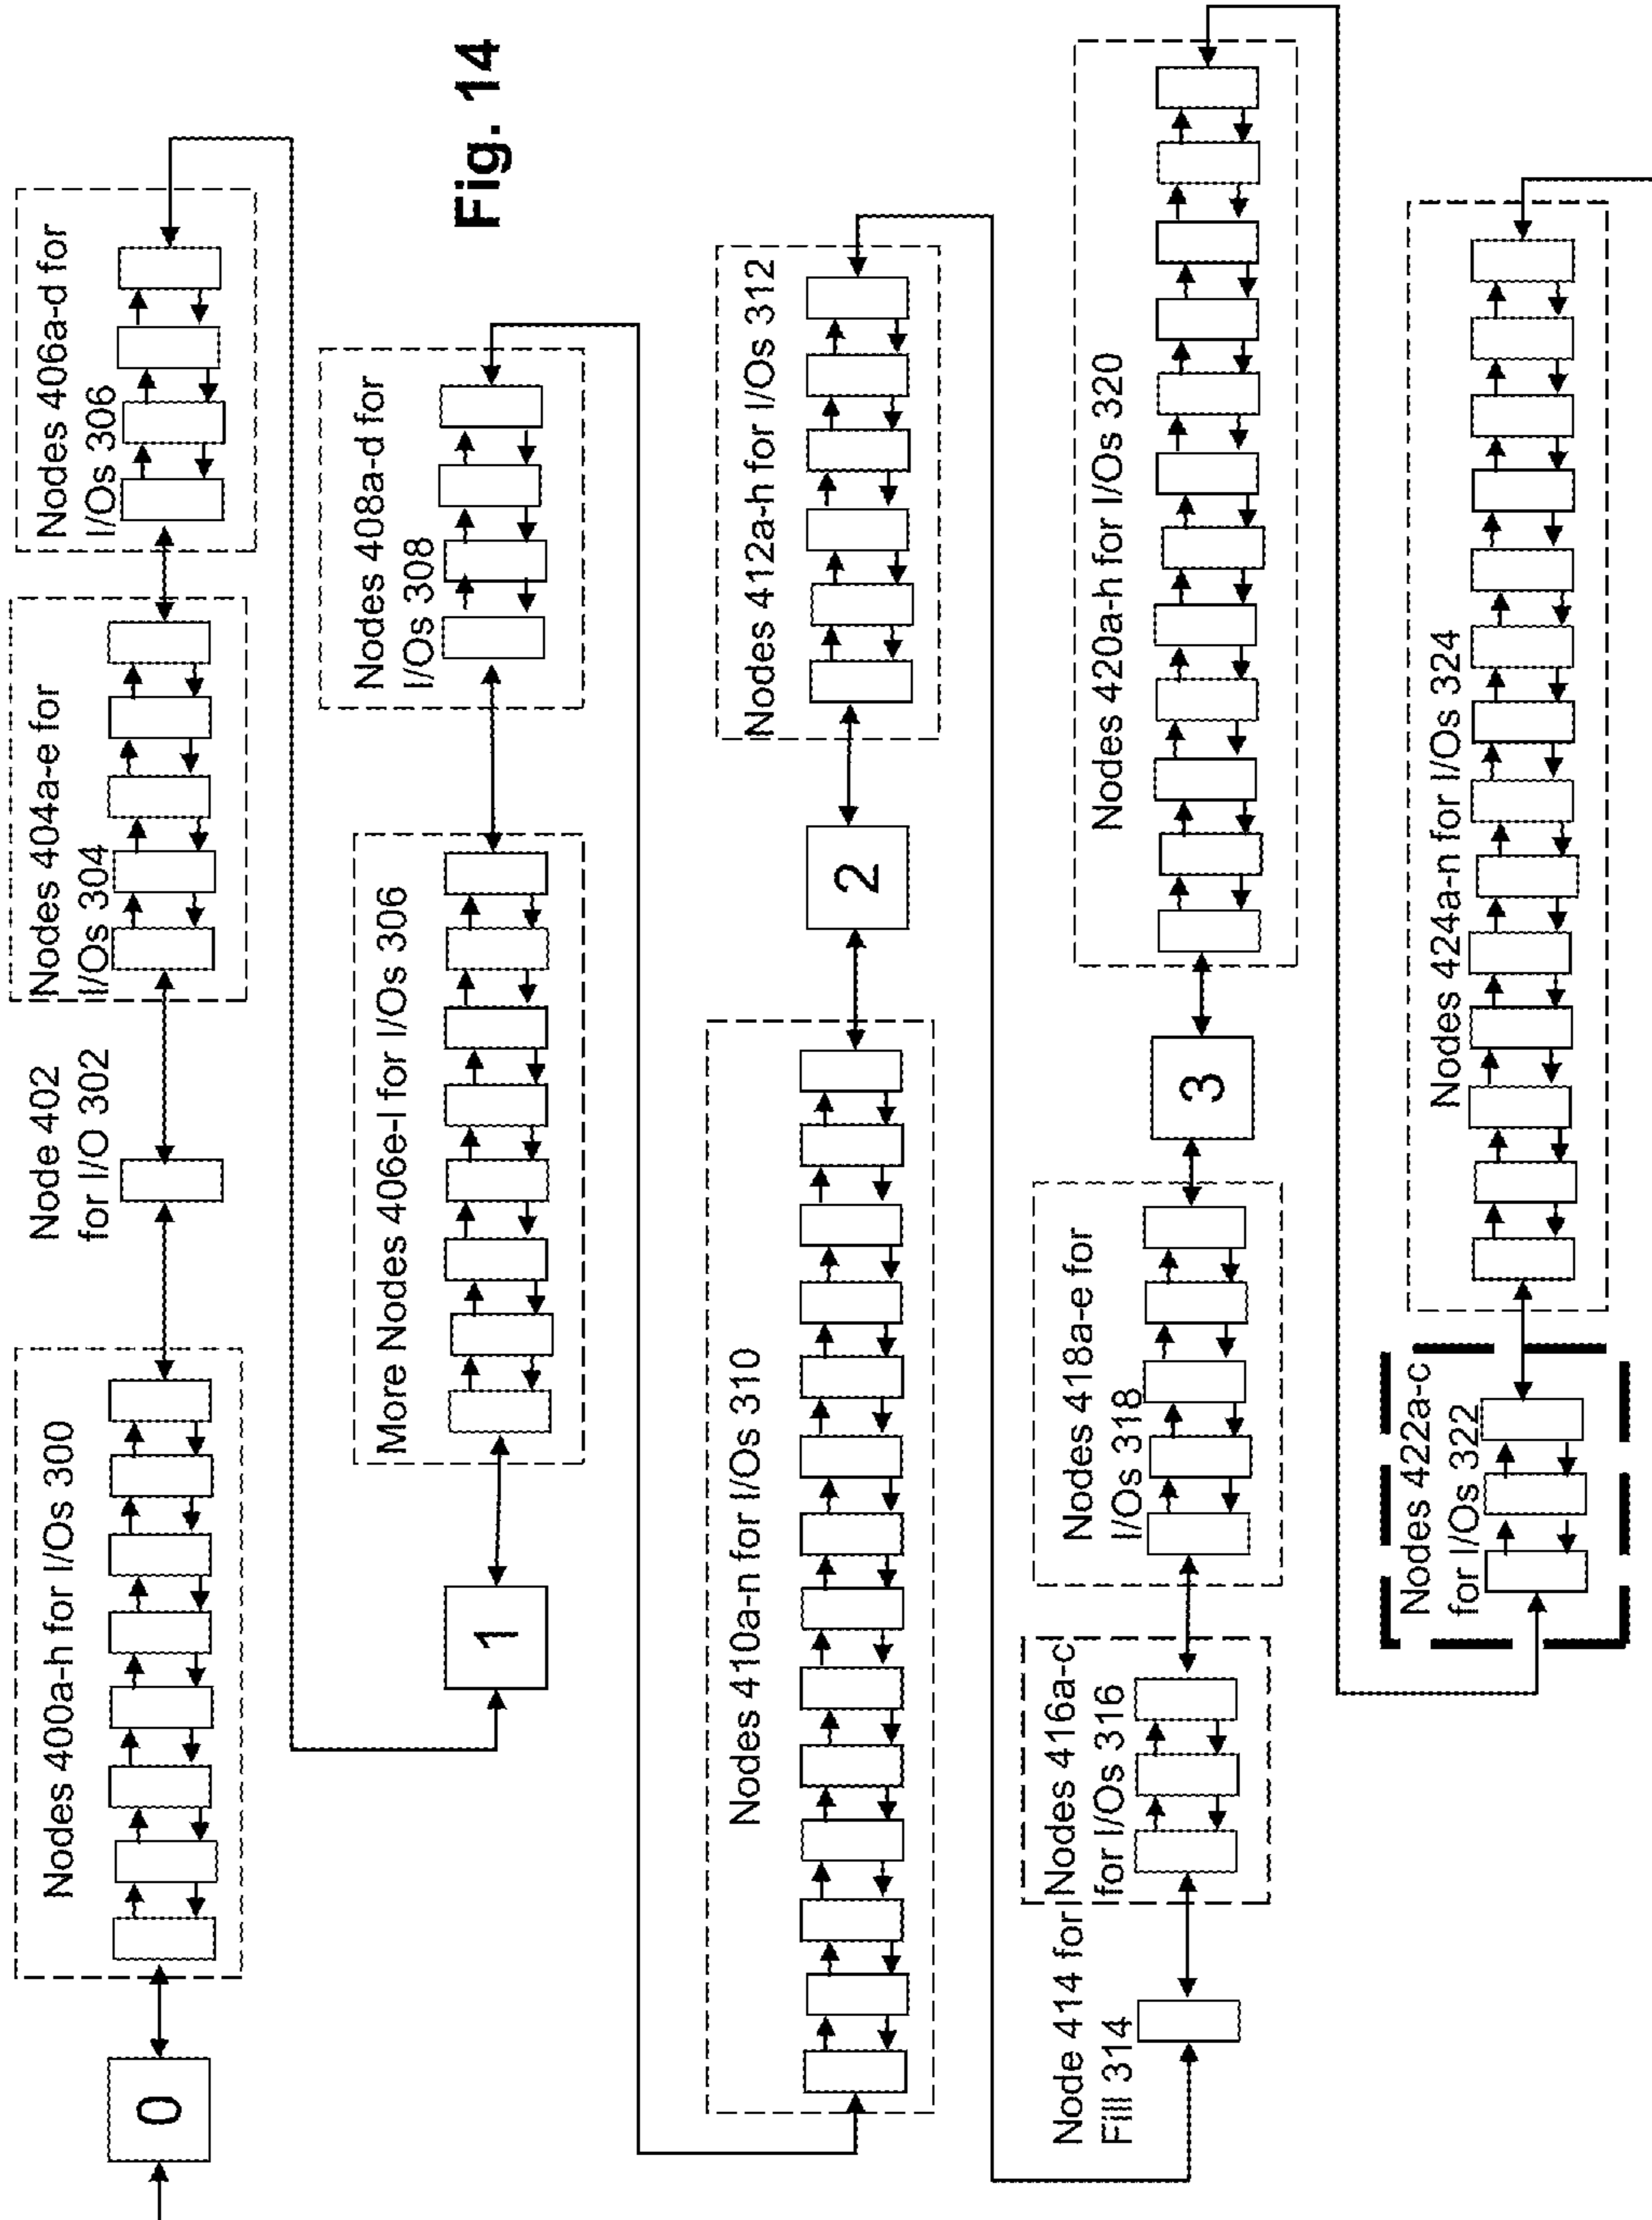 Nodes 400a-h for I/Os 300
Node 402
for I/O 302
Nodes 404a-e for
I/Os 304
Nodes 406a-d for
I/Os 306
0
1
More Nodes 406e-l for I/Os 306
Nodes 408a-d for
I/Os 308
Fig. 14
Nodes 410a-n for I/Os 310
2
Nodes 412a-h for I/Os 312
Node 414 for
Fill 314
Nodes 416a-c
for I/Os 316
Nodes 418a-e for
I/Os 318
3
Nodes 420a-h for I/Os 320
Nodes 422a-c
for I/Os 322
Nodes 424a-n for I/Os 324